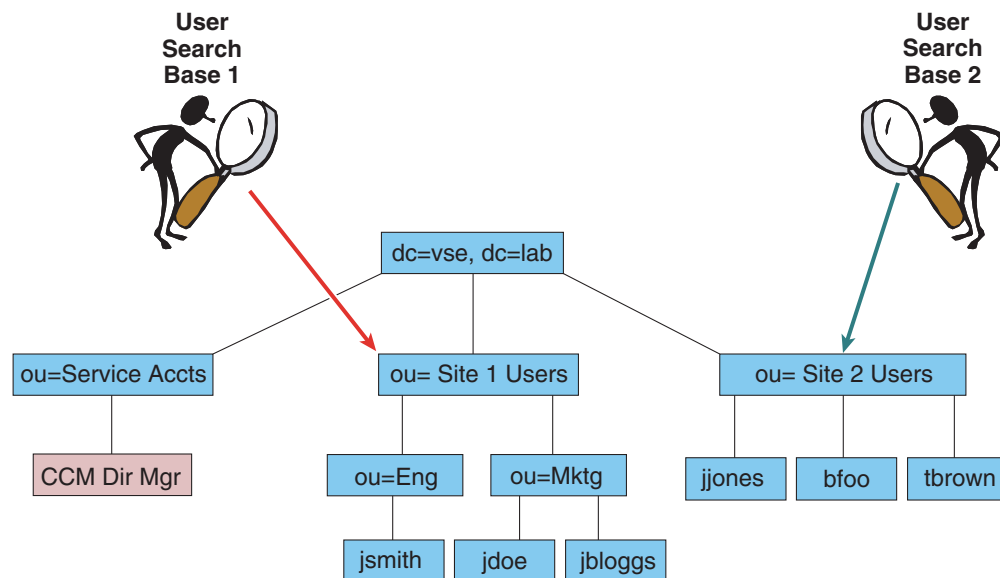 User
Search
Base 1
User
Search
Base 2
dc=vse, dc=lab
ou=Service Accts
ou= Site 1 Users
ou= Site 2 Users
CCM Dir Mgr
ou=Eng
ou=Mktg
jjones
bfoo
tbrown
jsmith
jdoe
jbloggs